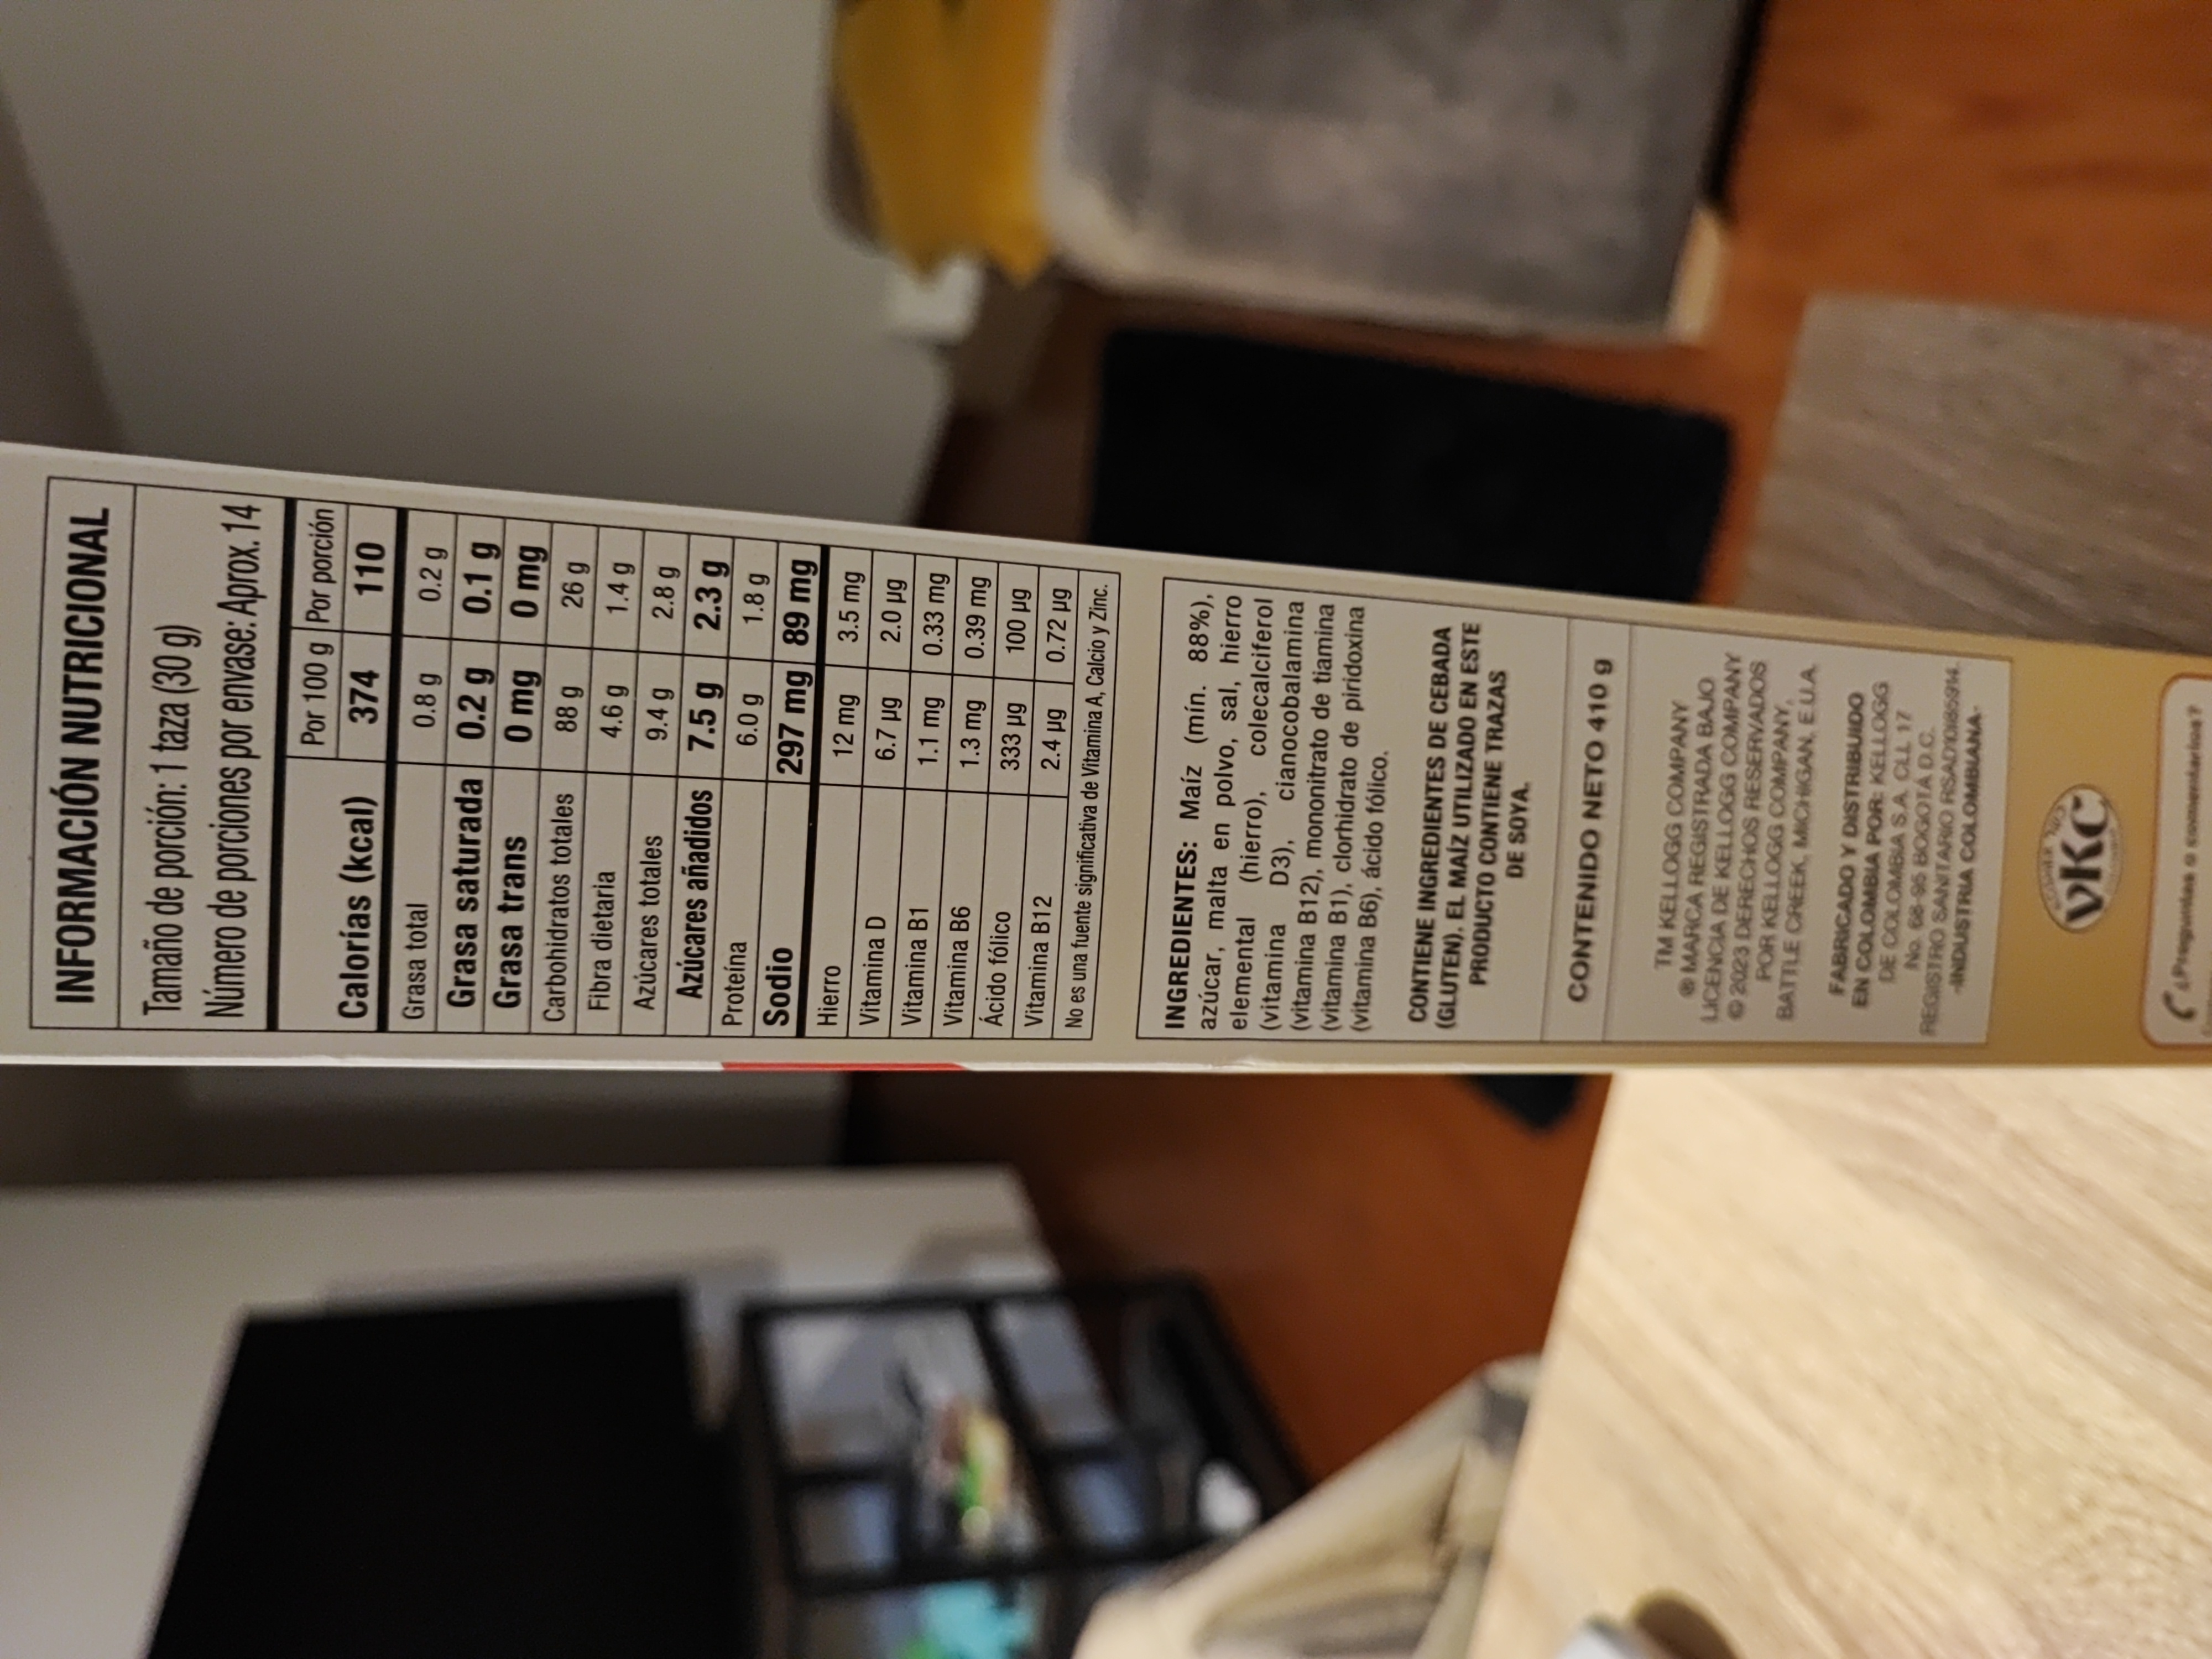 INFORMACIÓN NUTRICIONAL
Tamaño de porción: 1 taza (30 g)
Número de porciones por envase: Aprox. 14
Por 100 g Por porción
Calorías (kcal) 374 110
Grasa total 0.8 g 0.2 g
Grasa saturada 0.2 g 0.1 g
Grasa trans 0 mg 0 mg
Carbohidratos totales 88 g 26 g
Fibra dietaria 4.6 g 1.4 g
Azúcares totales 9.4 g 2.8 g
Azúcares añadidos 7.5 g 2.3 g
Proteína 6.0 g 1.8 g
Sodio 297 mg 89 mg
Hierro 12 mg 3.5 mg
Vitamina D 6.7 µg 2.0 µg
Vitamina B1 1.1 mg 0.33 mg
Vitamina B6 1.3 mg 0.39 mg
Ácido fólico 333 µg 100 µg
Vitamina B12 2.4 µg 0.72 µg
No es una fuente significativa de Vitamina A, Calcio y Zinc.
INGREDIENTES: Maíz (mín. 88%),
azúcar, malta en polvo, sal, hierro
elemental (hierro), colecalciferol
(vitamina D3), cianocobalamina
(vitamina B12), mononitrato de tiamina
(vitamina B1), clorhidrato de piridoxina
(vitamina B6), ácido fólico.
CONTIENE INGREDIENTES DE CEBADA
(GLUTEN). EL MAÍZ UTILIZADO EN ESTE
PRODUCTO CONTIENE TRAZAS
DE SOYA.
CONTENIDO NETO 410 g
TM KELLOGG COMPANY
® MARCA REGISTRADA BAJO
LICENCIA DE KELLOGG COMPANY
© 2023 DERECHOS RESERVADOS
POR KELLOGG COMPANY,
BATTLE CREEK, MICHIGAN, E.U.A.
FABRICADO Y DISTRIBUIDO
EN COLOMBIA POR: KELLOGG
DE COLOMBIA S.A. CLL 17
No. 68-95 BOGOTÁ D.C.
REGISTRO SANITARIO
-INDUSTRIA COLOMBIANA-
vKc
¿Preguntas o comentarios?